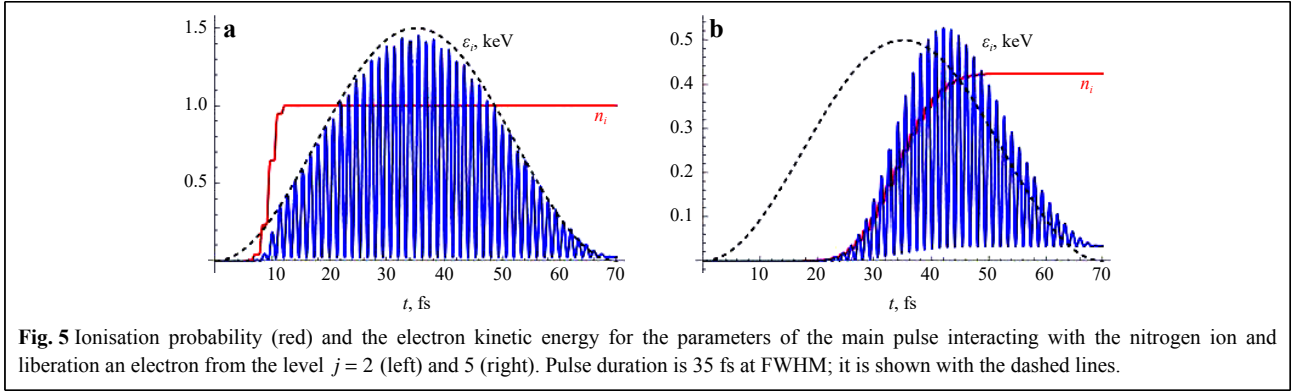 a
1.5
1.0
0.5
εᵢ, keV
nᵢ
10 20 30 40 50 60 70
t, fs
b
0.5
0.4
0.3
0.2
0.1
εᵢ, keV
nᵢ
10 20 30 40 50 60 70
t, fs
Fig. 5 Ionisation probability (red) and the electron kinetic energy for the parameters of the main pulse interacting with the nitrogen ion and
liberation an electron from the level j = 2 (left) and 5 (right). Pulse duration is 35 fs at FWHM; it is shown with the dashed lines.